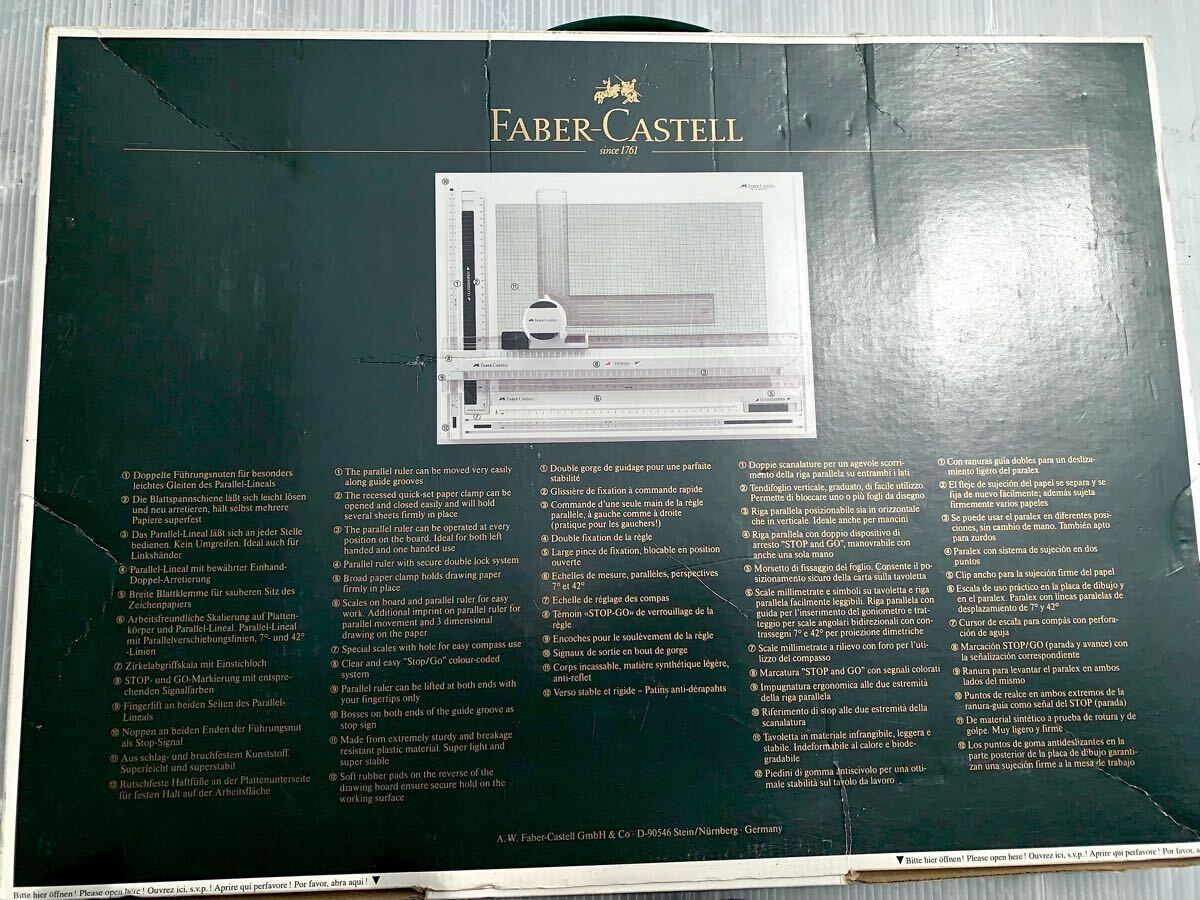 FABER-CASTELL
since 1761
FABER-CASTELL
⑩
①
②
⑪
FABER-CASTELL
④
FABER CASTELL
⑧
⑨
③
FABER-CASTELL
⑥
⑤
⑦
⑫
① Doppelte Führungsnuten für besonders
leichtes Gleiten des Parallel-Lineals
② Die Blattspannschiene läßt sich leicht lösen
und neu arretieren, hält selbst mehrere
Papiere superfest
③ Das Parallel-Lineal läßt sich an jeder Stelle
bedienen. Kein Umgreifen. Ideal auch für
Linkshänder
④ Parallel-Lineal mit bewährter Einhand-
Doppel-Arretierung
⑤ Breite Blattklemme für sauberen Sitz des
Zeichenpapiers
⑥ Arbeitsfreundliche Skalierung auf Platten-
körper und Parallel-Lineal. Parallel-Lineal
mit Parallelverschiebungslinien, 7°- und 42°
-Linien
⑦ Zirkelabgriffskala mit Einstichloch
⑧ STOP- und GO-Markierung mit entspre-
chenden Signalfarben
⑨ Fingerlift an beiden Seiten des Parallel-
Lineals
⑩ Noppen an beiden Enden der Führungsnut
als Stop-Signal
⑪ Aus schlag- und bruchfestem Kunststoff.
Superleicht und superstabil
⑫ Rutschfeste Haftfüße an der Plattenunterseite
für festen Halt auf der Arbeitsfläche
① The parallel ruler can be moved very easily
along guide grooves
② The recessed quick-set paper clamp can be
opened and closed easily and will hold
several sheets firmly in place
③ The parallel ruler can be operated at every
position on the board. Ideal for both left
handed and one handed use
④ Parallel ruler with secure double lock system
⑤ Broad paper clamp holds drawing paper
firmly in place
⑥ Scales on board and parallel ruler for easy
work. Additional imprint on parallel ruler for
parallel movement and 3 dimensional
drawing on the paper
⑦ Special scales with hole for easy compass use
⑧ Clear and easy "Stop/Go" colour-coded
system
⑨ Parallel ruler can be lifted at both ends with
your fingertips only
⑩ Bosses on both ends of the guide groove as
stop sign
⑪ Made from extremely sturdy and breakage
resistant plastic material. Super light and
super stable
⑫ Soft rubber pads on the reverse of the
drawing board ensure secure hold on the
working surface
① Double gorge de guidage pour une parfaite
stabilité
② Glissière de fixation à commande rapide
③ Commande d'une seule main de la règle
parallèle, à gauche comme à droite
(pratique pour les gauchers!)
④ Double fixation de la règle
⑤ Large pince de fixation, blocable en position
ouverte
⑥ Echelles de mesure, parallèles, perspectives
7° et 42°
⑦ Echelle de réglage des compas
⑧ Témoin «STOP-GO» de verrouillage de la
règle
⑨ Encoches pour le soulèvement de la règle
⑩ Signaux de sortie en bout de gorge
⑪ Corps incassable, matière synthétique légère,
anti-reflet
⑫ Verso stable et rigide – Patins anti-dérapahts
① Doppie scanalature per un agevole scorri-
mento della riga parallela su entrambi i lati
② Tendifoglio verticale, graduato, di facile utilizzo.
Permette di bloccare uno o più fogli da disegno
③ Riga parallela posizionabile sia in orizzontale
che in verticale. Ideale anche per mancini
④ Riga parallela con doppio dispositivo di
arresto "STOP and GO", manovrabile con
anche una sola mano
⑤ Morsetto di fissaggio del foglio. Consente il po-
sizionamento sicuro della carta sulla tavoletta
⑥ Scale millimetrate e simboli su tavoletta e riga
parallela facilmente leggibili. Riga parallela con
guida per l'inserimento del goniometro e trat-
teggio per scale angolari bidirezionali con con-
trassegni 7° e 42° per proiezione dimetriche
⑦ Scale millimetrate a rilievo con foro per l'uti-
lizzo del compasso
⑧ Marcatura "STOP and GO" con segnali colorati
⑨ Impugnatura ergonomica alle due estremità
della riga parallela
⑩ Riferimento di stop alle due estremità della
scanalatura
⑪ Tavoletta in materiale infrangibile, leggera e
stabile. Indeformabile al calore e biode-
gradabile
⑫ Piedini di gomma antiscivolo per una otti-
male stabilità sul tavolo da lavoro
① Con ranuras guía dobles para un desliza-
miento ligero del paralex
② El fleje de sujeción del papel se separa y se
fija de nuevo fácilmente; además sujeta
firmemente varios papeles
③ Se puede usar el paralex en diferentes posi-
ciones, sin cambio de mano. También apto
para zurdos
④ Paralex con sistema de sujeción en dos
puntos
⑤ Clip ancho para la sujeción firme del papel
⑥ Escala de uso práctico en la placa de dibujo y
en el paralex. Paralex con líneas paralelas de
desplazamiento de 7° y 42°
⑦ Cursor de escala para compás con perfora-
ción de aguja
⑧ Marcación STOP/GO (parada y avance) con
la señalización correspondiente
⑨ Ranura para levantar el paralex en ambos
lados del mismo
⑩ Puntos de realce en ambos extremos de la
ranura-guía como señal del STOP (parada)
⑪ De material sintético a prueba de rotura y de
golpe. Muy ligero y firme
⑫ Los puntos de goma antideslizantes en la
parte posterior de la placa de dibujo garanti-
zan una sujeción firme a la mesa de trabajo
A. W. Faber-Castell GmbH & Co · D-90546 Stein/Nürnberg · Germany
Bitte hier öffnen! Please open here! Ouvrez ici, s.v.p.! Aprire qui perfavore! Por favor, abra aqui! ▼
▼ Bitte hier öffnen! Please open here! Ouvrez ici, s.v.p.! Aprire qui perfavore! Por favor, a